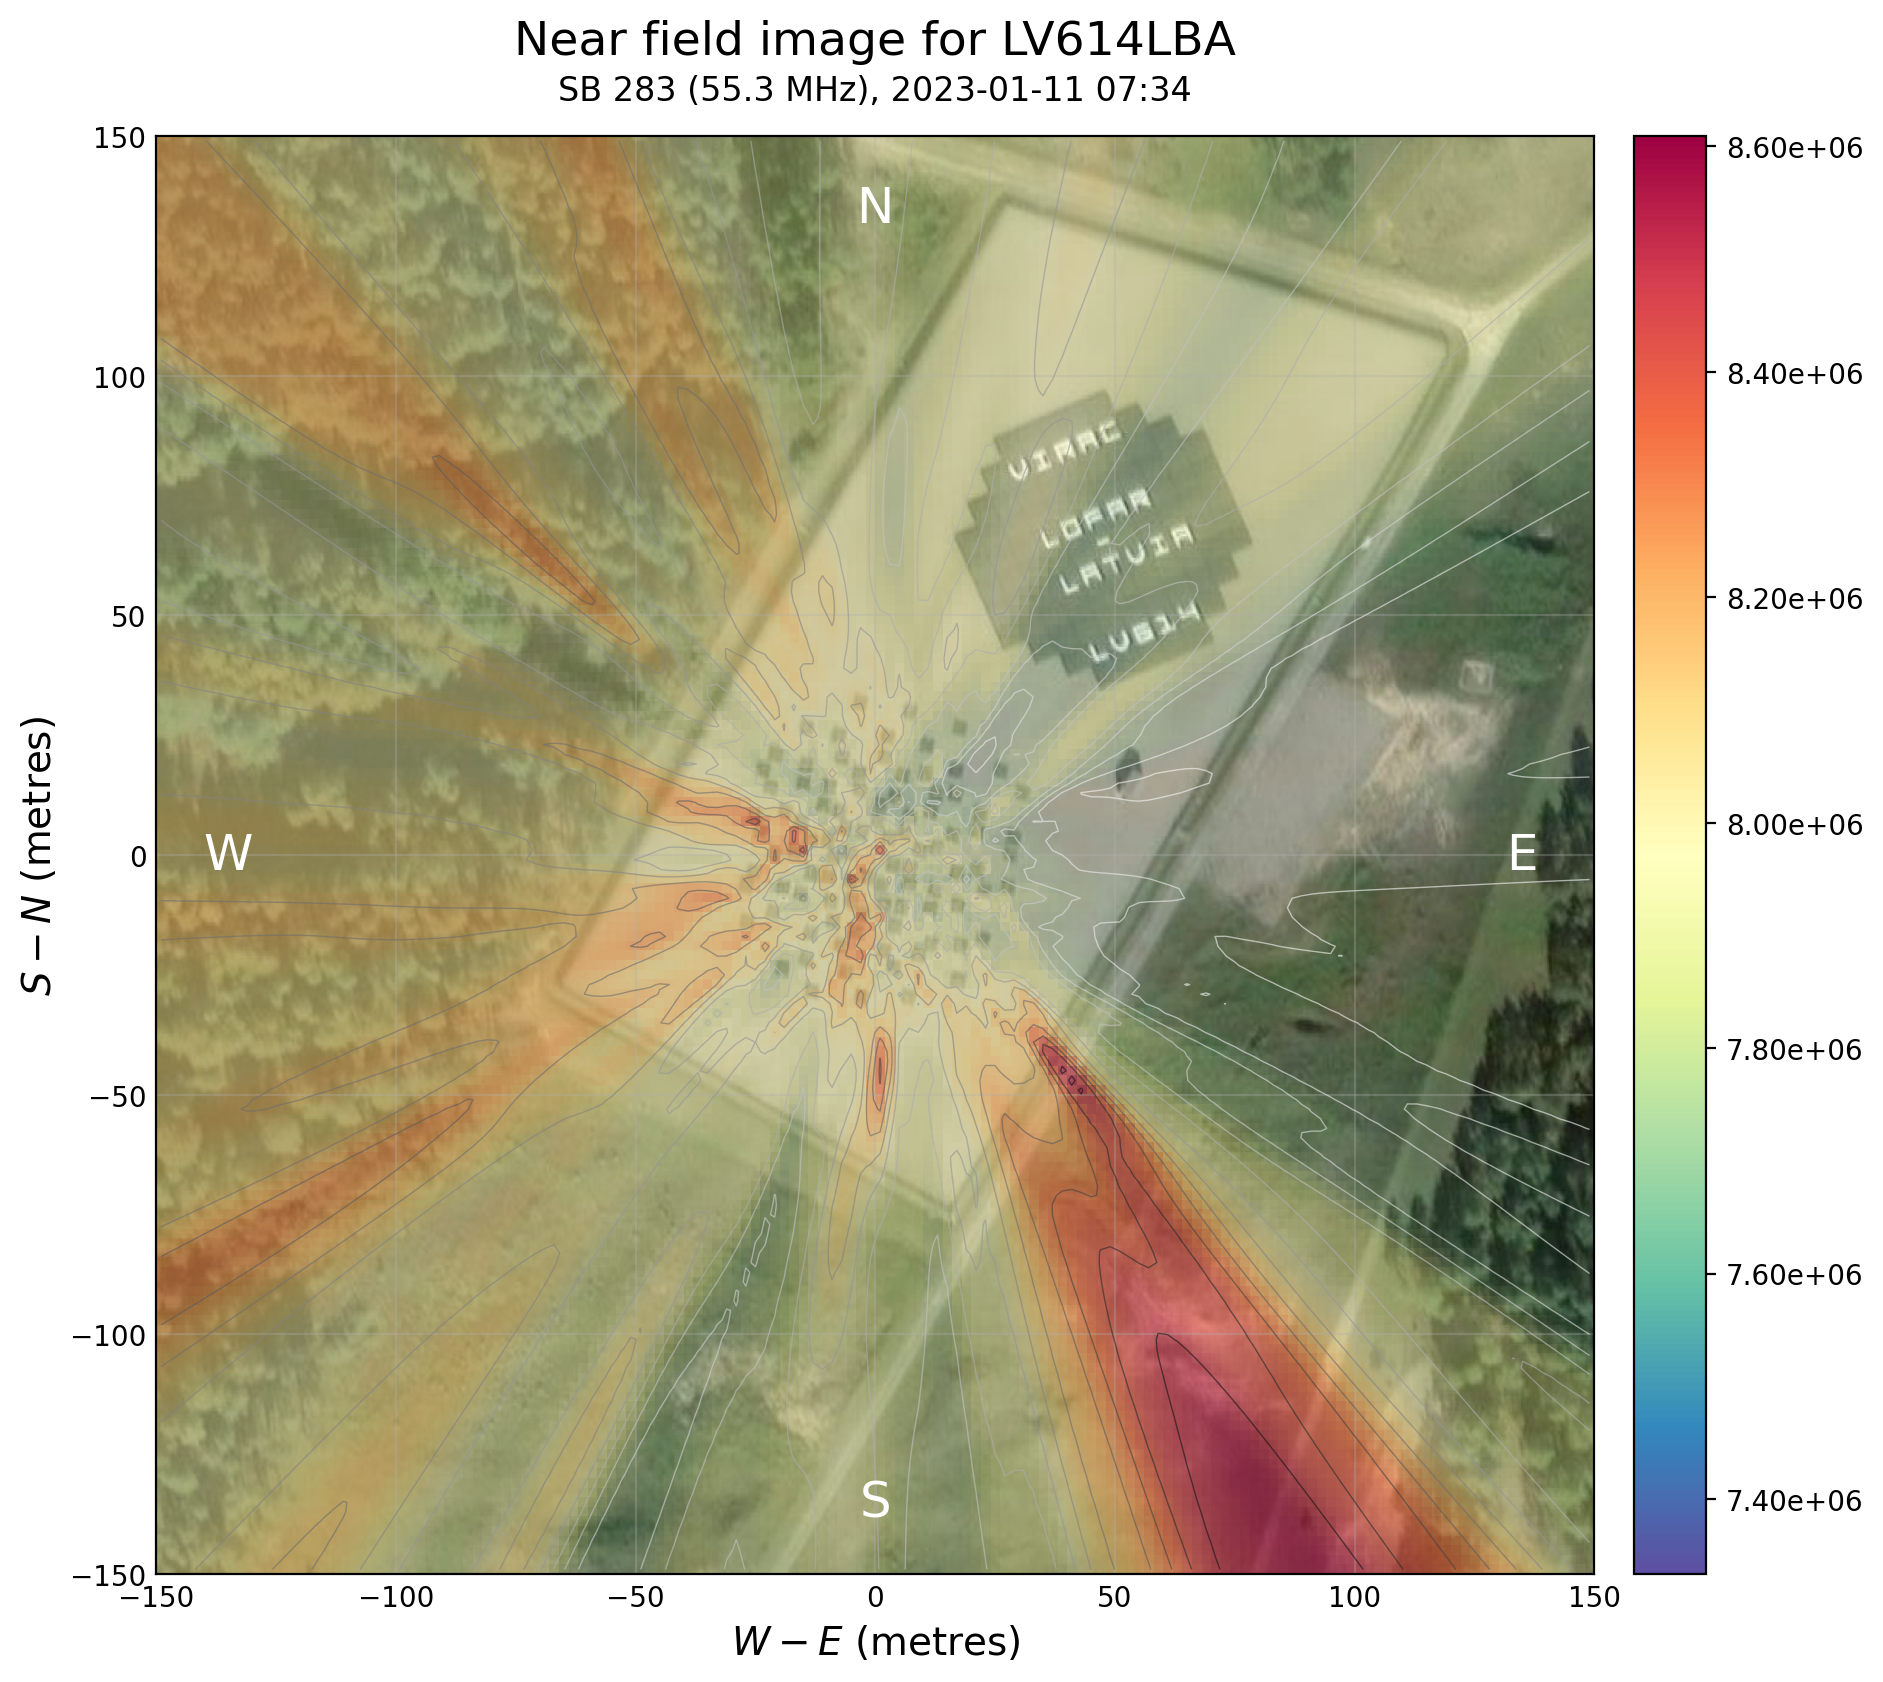 Near field image for LV614LBA
SB 283 (55.3 MHz), 2023-01-11 07:34
150
100
50
0
−50
−100
−150
S − N (metres)
N
W
E
S
VIRAC
LOFAR
-
LATVIA
LV614
−150
−100
−50
0
50
100
150
W − E (metres)
8.60e+06
8.40e+06
8.20e+06
8.00e+06
7.80e+06
7.60e+06
7.40e+06